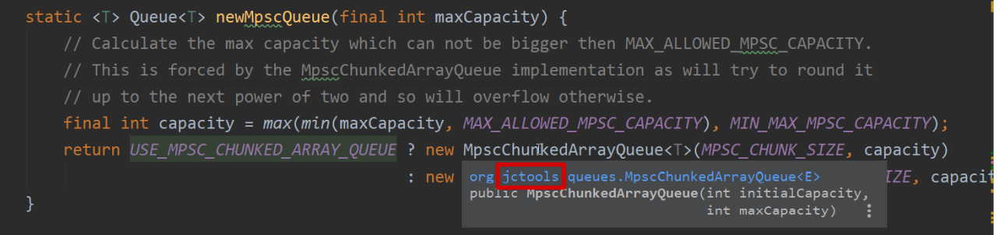 static <T> Queue<T> newMpscQueue(final int maxCapacity) {
// Calculate the max capacity which can not be bigger then MAX_ALLOWED_MPSC_CAPACITY.
// This is forced by the MpscChunkedArrayQueue implementation as will try to round it
// up to the next power of two and so will overflow otherwise.
final int capacity = max(min(maxCapacity, MAX_ALLOWED_MPSC_CAPACITY), MIN_MAX_MPSC_CAPACITY);
return USE_MPSC_CHUNKED_ARRAY_QUEUE ? new MpscChunkedArrayQueue<T>(MPSC_CHUNK_SIZE, capacity)
: new org.jctools.queues.MpscChunkedArrayQueue<E> IZE, capacit
public MpscChunkedArrayQueue(int initialCapacity,
int maxCapacity)
}